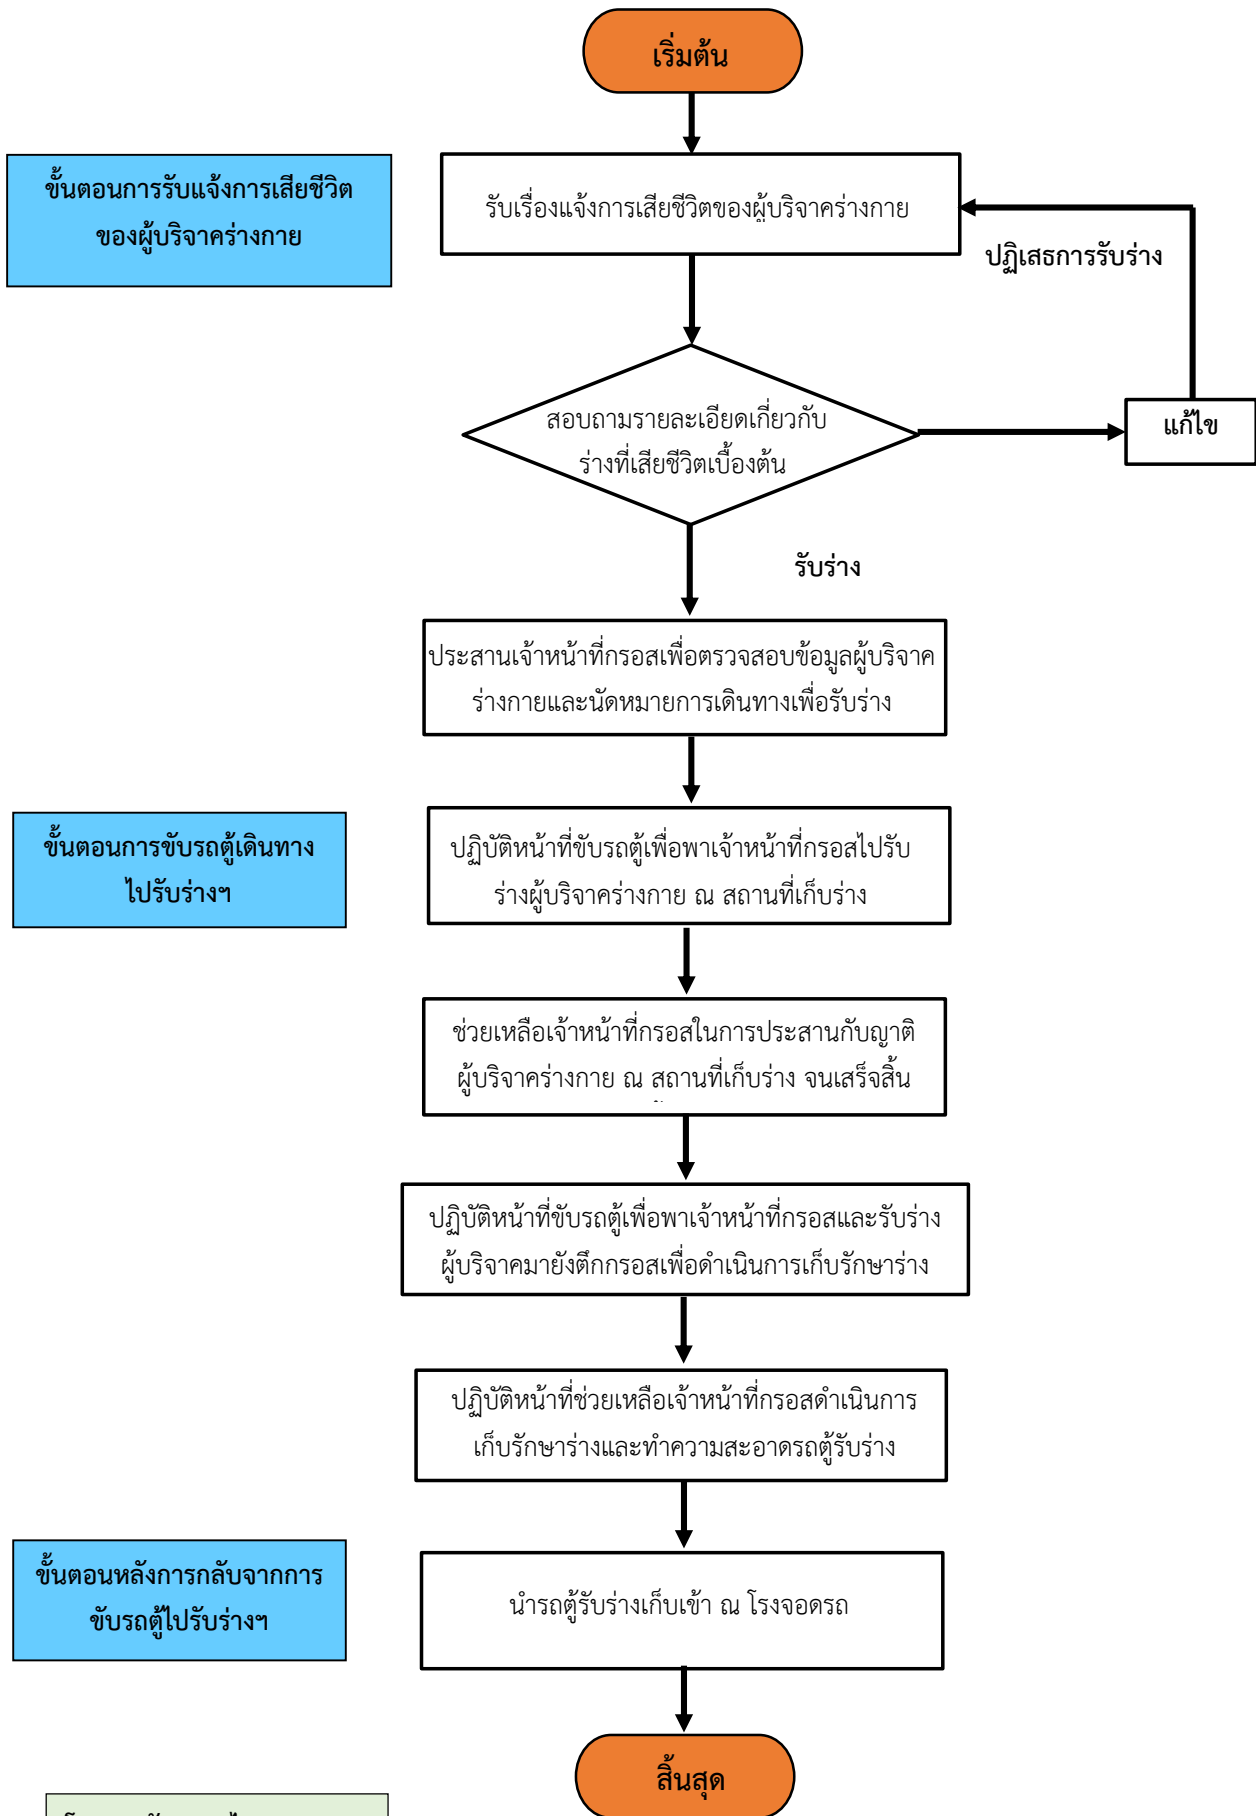 เริ่มต้น
ขั้นตอนการรับแจ้งการเสียชีวิต
ของผู้บริจาคร่างกาย
รับเรื่องแจ้งการเสียชีวิตของผู้บริจาคร่างกาย
ปฏิเสธการรับร่าง
สอบถามรายละเอียดเกี่ยวกับ
ร่างที่เสียชีวิตเบื้องต้น
แก้ไข
รับร่าง
ประสานเจ้าหน้าที่กรอสเพื่อตรวจสอบข้อมูลผู้บริจาค
ร่างกายและนัดหมายการเดินทางเพื่อรับร่าง
ขั้นตอนการขับรถตู้เดินทาง
ไปรับร่างฯ
ปฏิบัติหน้าที่ขับรถตู้เพื่อพาเจ้าหน้าที่กรอสไปรับ
ร่างผู้บริจาคร่างกาย ณ สถานที่เก็บร่าง
ช่วยเหลือเจ้าหน้าที่กรอสในการประสานกับญาติ
ผู้บริจาคร่างกาย ณ สถานที่เก็บร่าง จนเสร็จสิ้น
ปฏิบัติหน้าที่ขับรถตู้เพื่อพาเจ้าหน้าที่กรอสและรับร่าง
ผู้บริจาคมายังตึกกรอสเพื่อดำเนินการเก็บรักษาร่าง
ปฏิบัติหน้าที่ช่วยเหลือเจ้าหน้าที่กรอสดำเนินการ
เก็บรักษาร่างและทำความสะอาดรถตู้รับร่าง
ขั้นตอนหลังการกลับจากการ
ขับรถตู้ไปรับร่างฯ
นำรถตู้รับร่างเก็บเข้า ณ โรงจอดรถ
สิ้นสุด